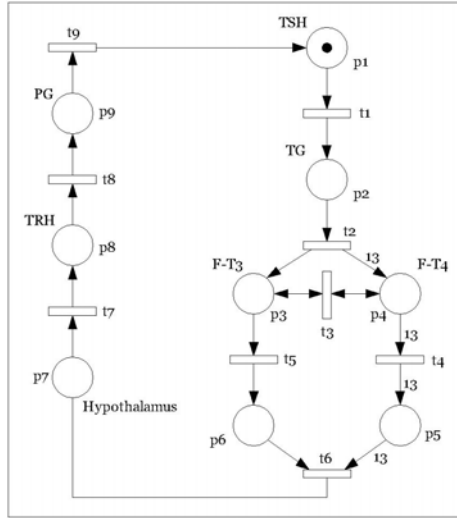 TSH
t9
p1
PG
p9
t1
TG
t8
p2
TRH
t2
p8
13
F-T3
F-T4
t7
p3
p4
t3
13
t5
t4
p7
13
Hypothalamus
p6
p5
t6
13